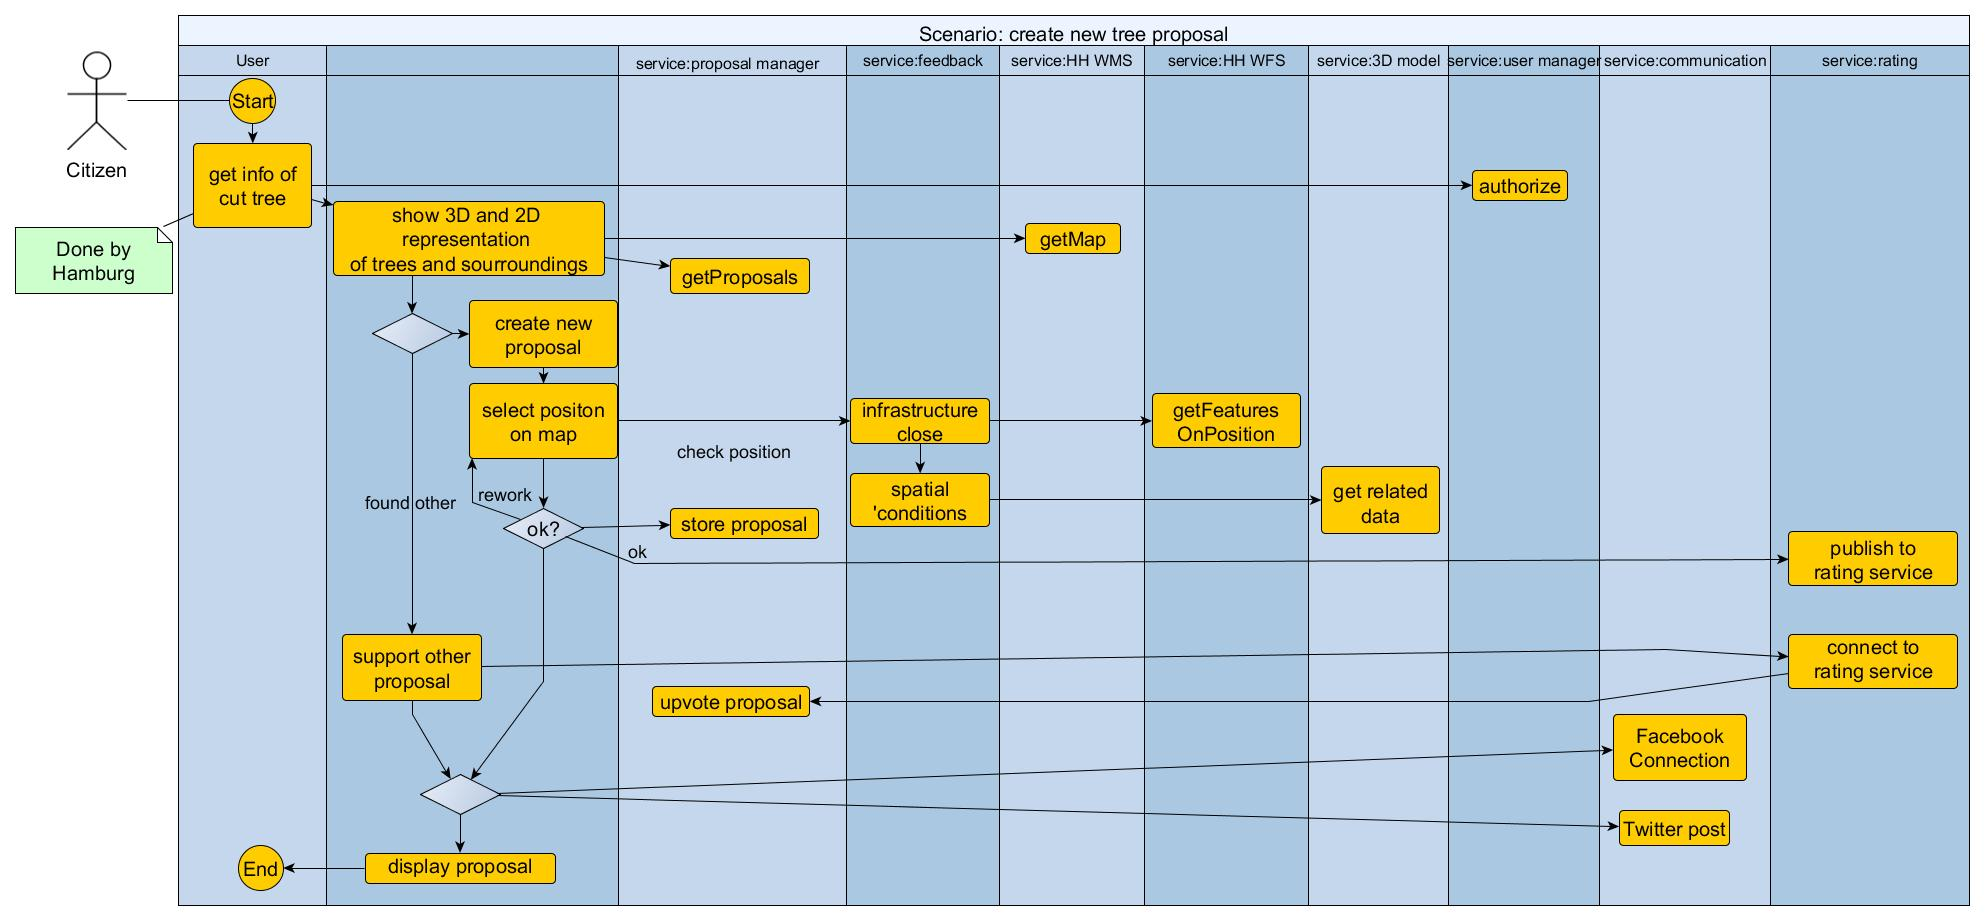 Scenario: create new tree proposal
User
service:proposal manager
service:feedback
service:HH WMS
service:HH WFS
service:3D model
service:user manager
service:communication
service:rating
Start
Citizen
get info of
cut tree
authorize
Done by
Hamburg
show 3D and 2D
representation
of trees and sourroundings
getMap
getProposals
create new
proposal
select positon
on map
infrastructure
close
getFeatures
OnPosition
check position
found other
rework
spatial
'conditions
get related
data
ok?
store proposal
ok
publish to
rating service
support other
proposal
connect to
rating service
upvote proposal
Facebook
Connection
Twitter post
End
display proposal